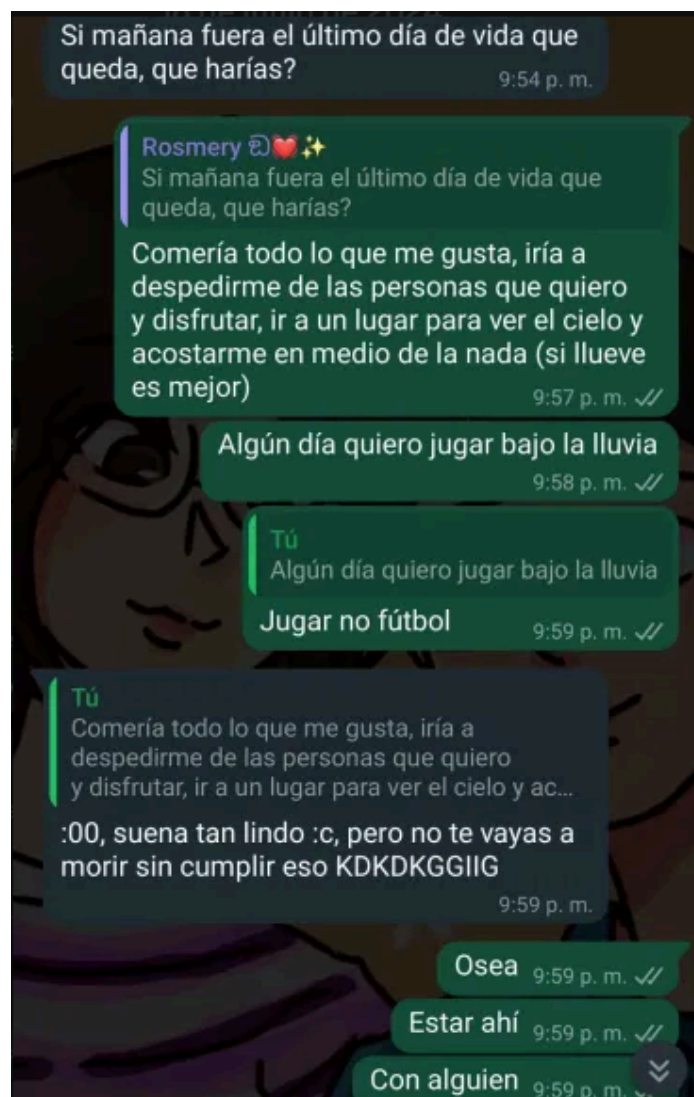 Si mañana fuera el último día de vida que
queda, que harías?
9:54 p. m.
Rosmery ඞ❤️✨
Si mañana fuera el último día de vida que
queda, que harías?
Comería todo lo que me gusta, iría a
despedirme de las personas que quiero
y disfrutar, ir a un lugar para ver el cielo y
acostarme en medio de la nada (si llueve
es mejor)
9:57 p. m.
Algún día quiero jugar bajo la lluvia
9:58 p. m.
Tú
Algún día quiero jugar bajo la lluvia
Jugar no fútbol
9:59 p. m.
Tú
Comería todo lo que me gusta, iría a
despedirme de las personas que quiero
y disfrutar, ir a un lugar para ver el cielo y ac...
:00, suena tan lindo :c, pero no te vayas a
morir sin cumplir eso KDKDKGGIIG
9:59 p. m.
Osea 9:59 p. m.
Estar ahí 9:59 p. m.
Con alguien 9:59 p. m.